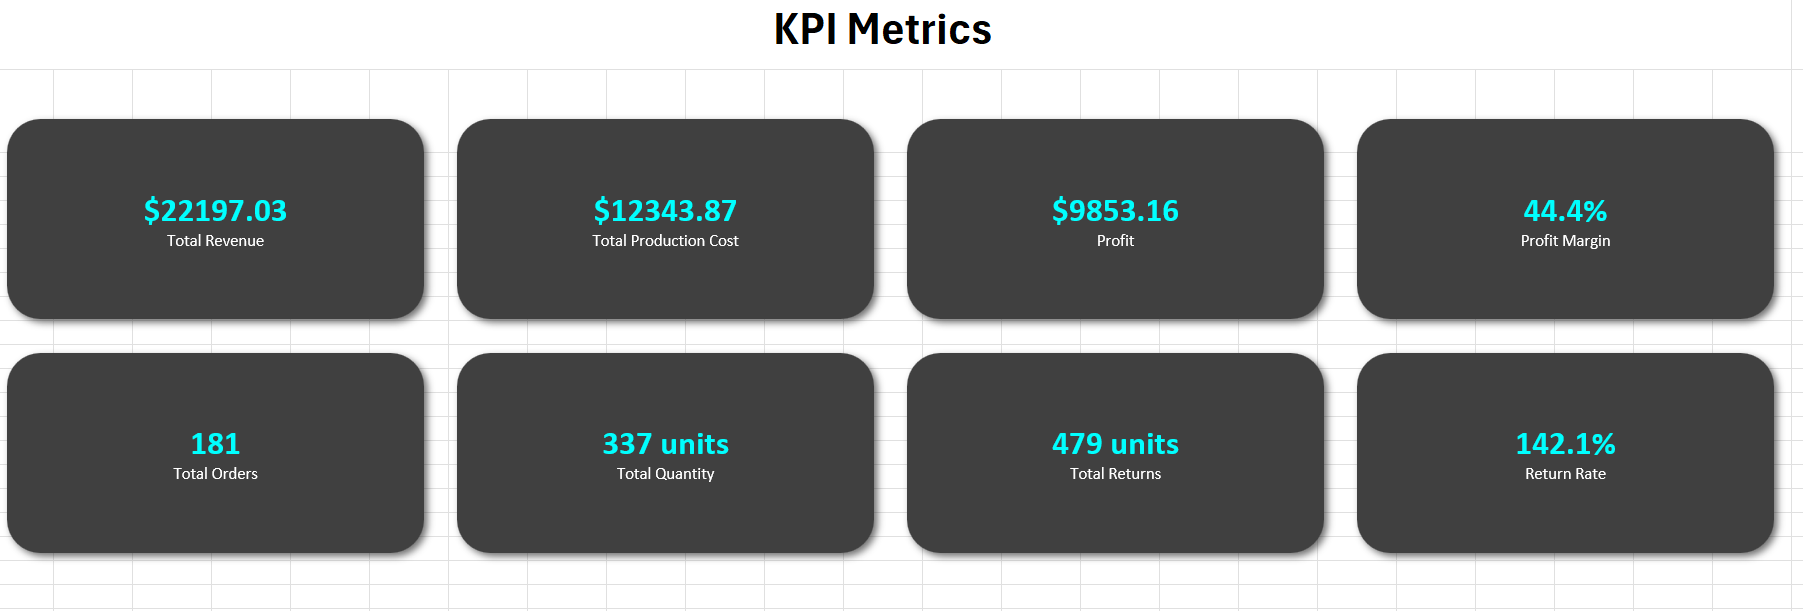 KPI Metrics
$22197.03
Total Revenue
$12343.87
Total Production Cost
$9853.16
Profit
44.4%
Profit Margin
181
Total Orders
337 units
Total Quantity
479 units
Total Returns
142.1%
Return Rate